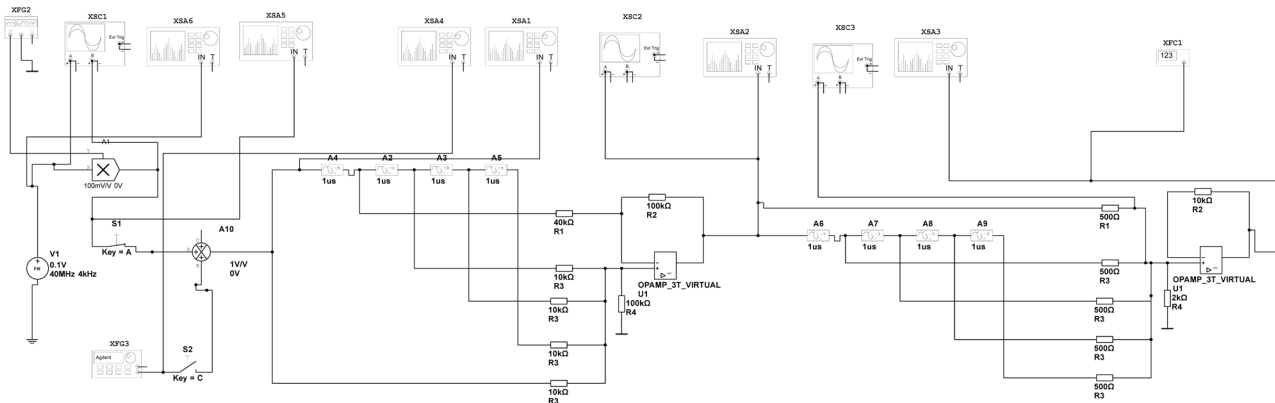 XFG2
XSC1
XSA6
XSA5
XSA4
XSA1
XSC2
XSA2
XSC3
XSA3
XFC1
Ext Trig
A
B
IN T
IN T
IN T
IN T
Ext Trig
A
B
IN T
Ext Trig
A
B
IN T
123
A1
Y
X
100mV/V 0V
A4
1us
A2
1us
A3
1us
A5
1us
S1
Key = A
A10
1V/V
0V
V1
0.1V
40MHz 4kHz
FM
XFG3
Agilent
S2
Key = C
40kΩ
R1
100kΩ
R2
10kΩ
R3
OPAMP_3T_VIRTUAL
U1
100kΩ
R4
10kΩ
R3
10kΩ
R3
10kΩ
R3
A6
1us
A7
1us
A8
1us
A9
1us
500Ω
R1
10kΩ
R2
500Ω
R3
OPAMP_3T_VIRTUAL
U1
2kΩ
R4
500Ω
R3
500Ω
R3
500Ω
R3